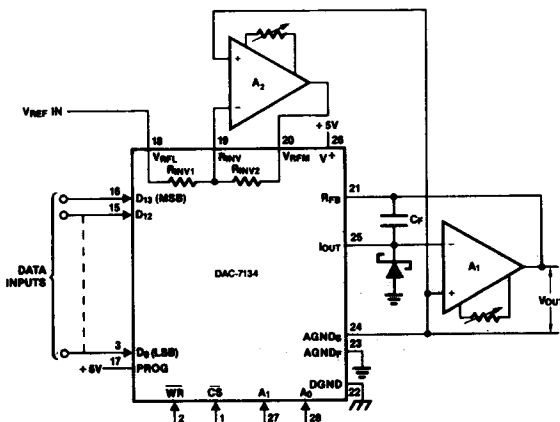 A2
+
−
VREF IN
+ 5V
18
19
20
26
VRFL
RINV
VRFM
V+
RINV1
RINV2
16
D13 (MSB)
15
D12
DATA
INPUTS
3
D0 (LSB)
17
+ 5V
PROG
DAC-7134
RFB
21
CF
IOUT
25
−
A1
+
VOUT
AGNDS
24
23
AGNDF
DGND
22
WR
CS
A1
A0
2
1
27
28